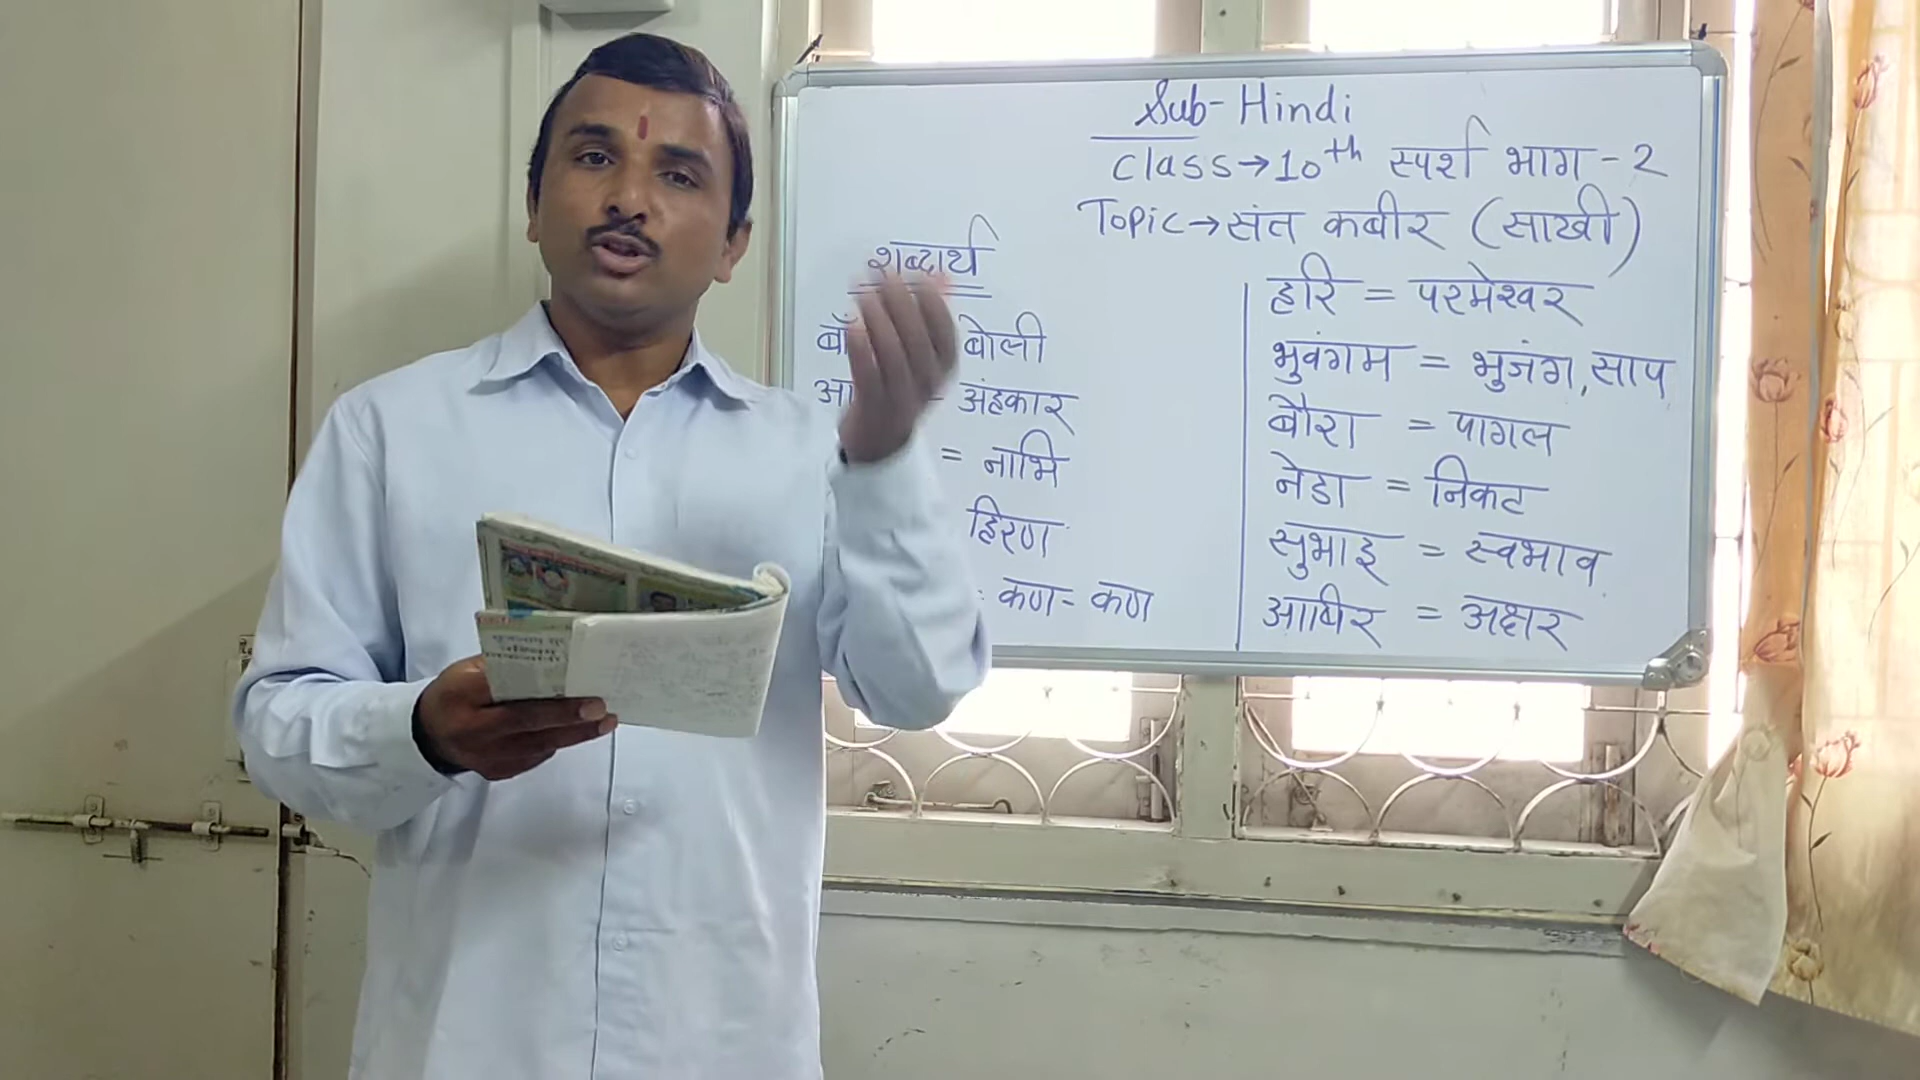 Sub- Hindi
Class→10th स्पर्श भाग - 2
Topic→संत कबीर (साखी)
शब्दार्थ
बोली
- अंहकार
= नाभि
हिरण
= कण- कण
हरि = परमेश्वर
भुवंगम = भुजंग, साप
बौरा = पागल
नेडा = निकट
सुभाइ = स्वभाव
आषिर = अक्षर